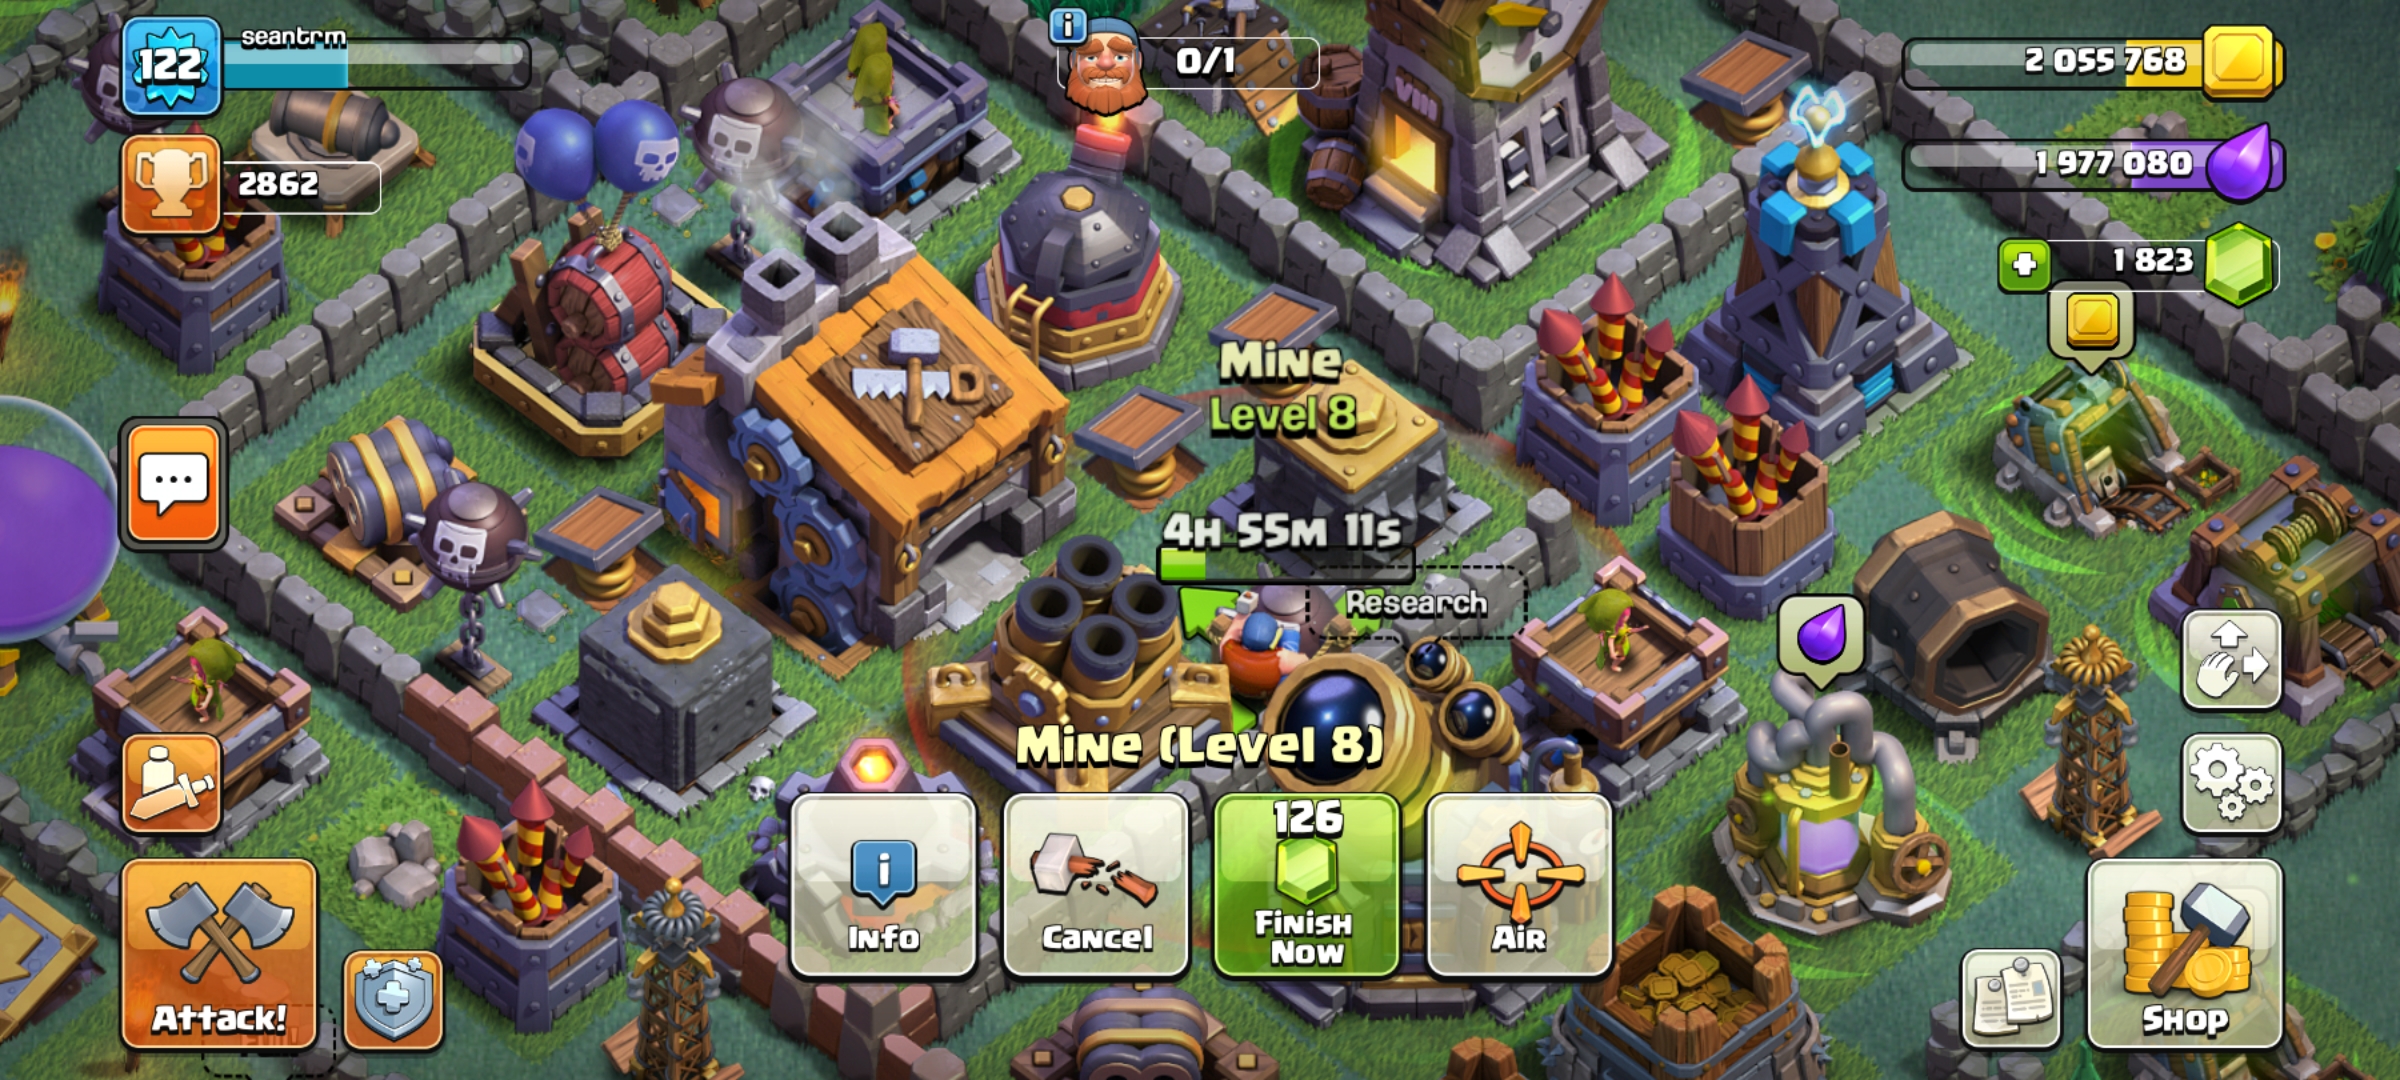 122
seantrm
2862
0/1
VIII
2 055 768
1 977 080
1 823
Mine
Level 8
4H 55M 11s
Research
Mine (Level 8)
Info
Cancel
126
Finish
Now
Air
Attack!
Shop